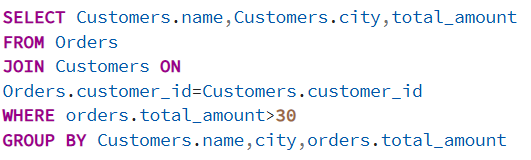 SELECT Customers.name,Customers.city,total_amount
FROM Orders
JOIN Customers ON
Orders.customer_id=Customers.customer_id
WHERE orders.total_amount>30
GROUP BY Customers.name,city,orders.total_amount